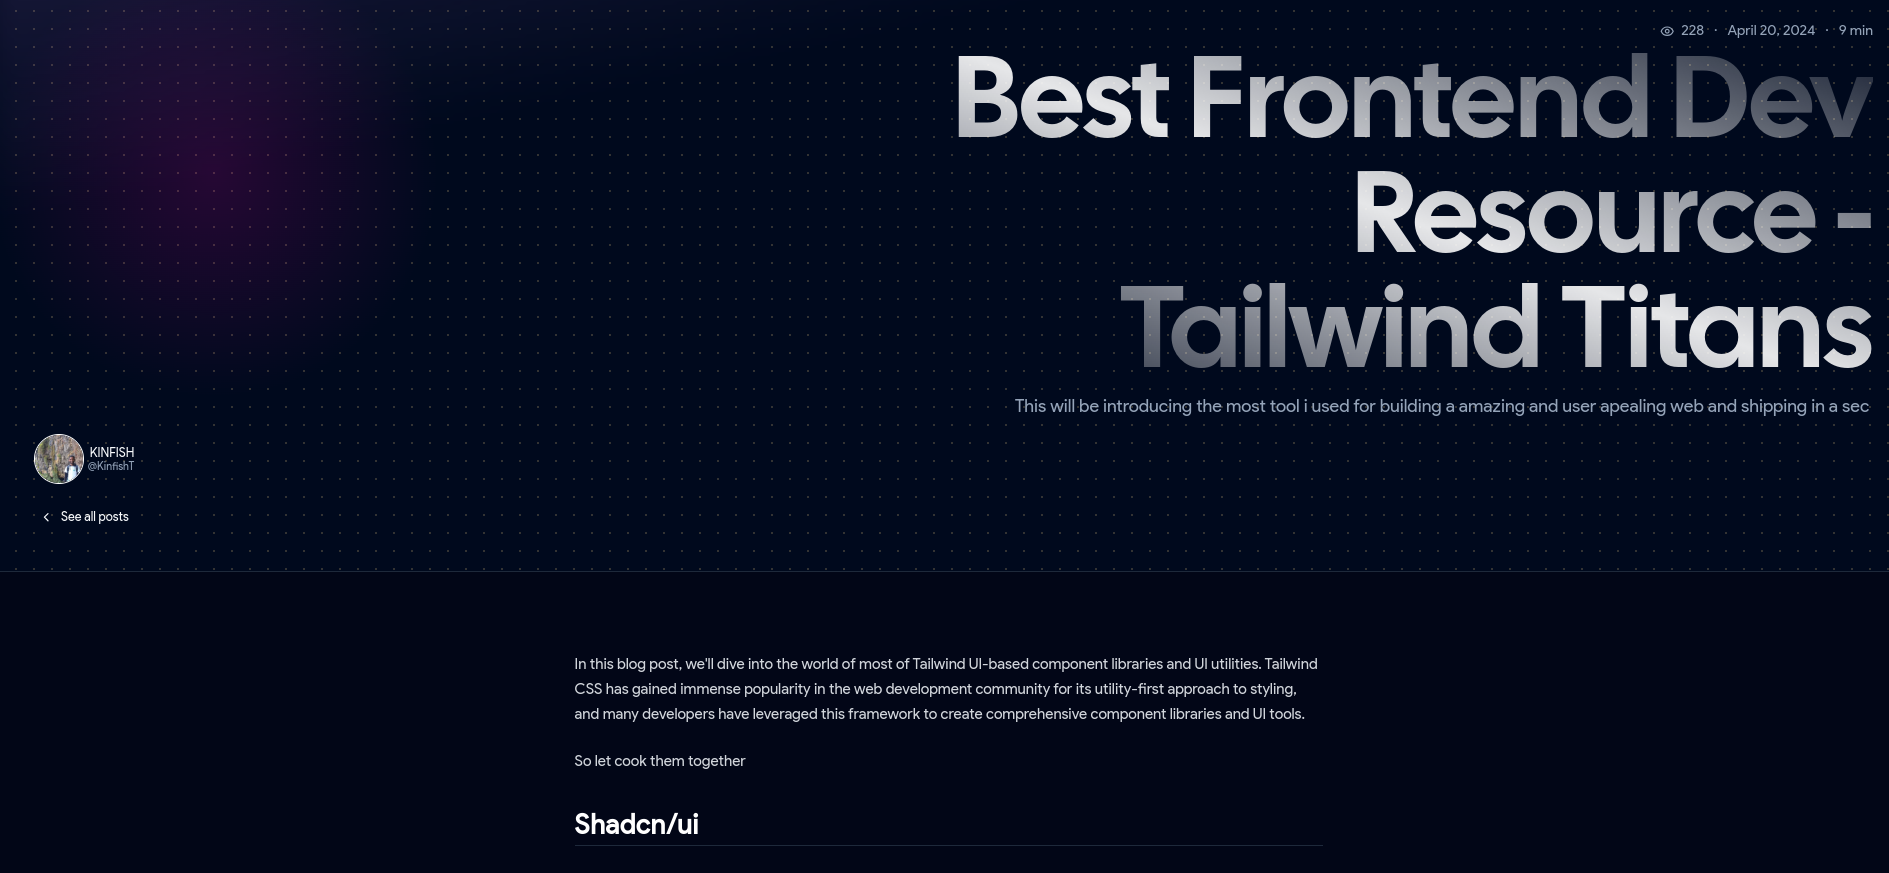 228 · April 20, 2024 · 9 min
Best Frontend Dev
Resource -
Tailwind Titans
This will be introducing the most tool i used for building a amazing and user apealing web and shipping in a sec
KINFISH
@KinfishT
See all posts
In this blog post, we'll dive into the world of most of Tailwind UI-based component libraries and UI utilities. Tailwind
CSS has gained immense popularity in the web development community for its utility-first approach to styling,
and many developers have leveraged this framework to create comprehensive component libraries and UI tools.
So let cook them together
Shadcn/ui